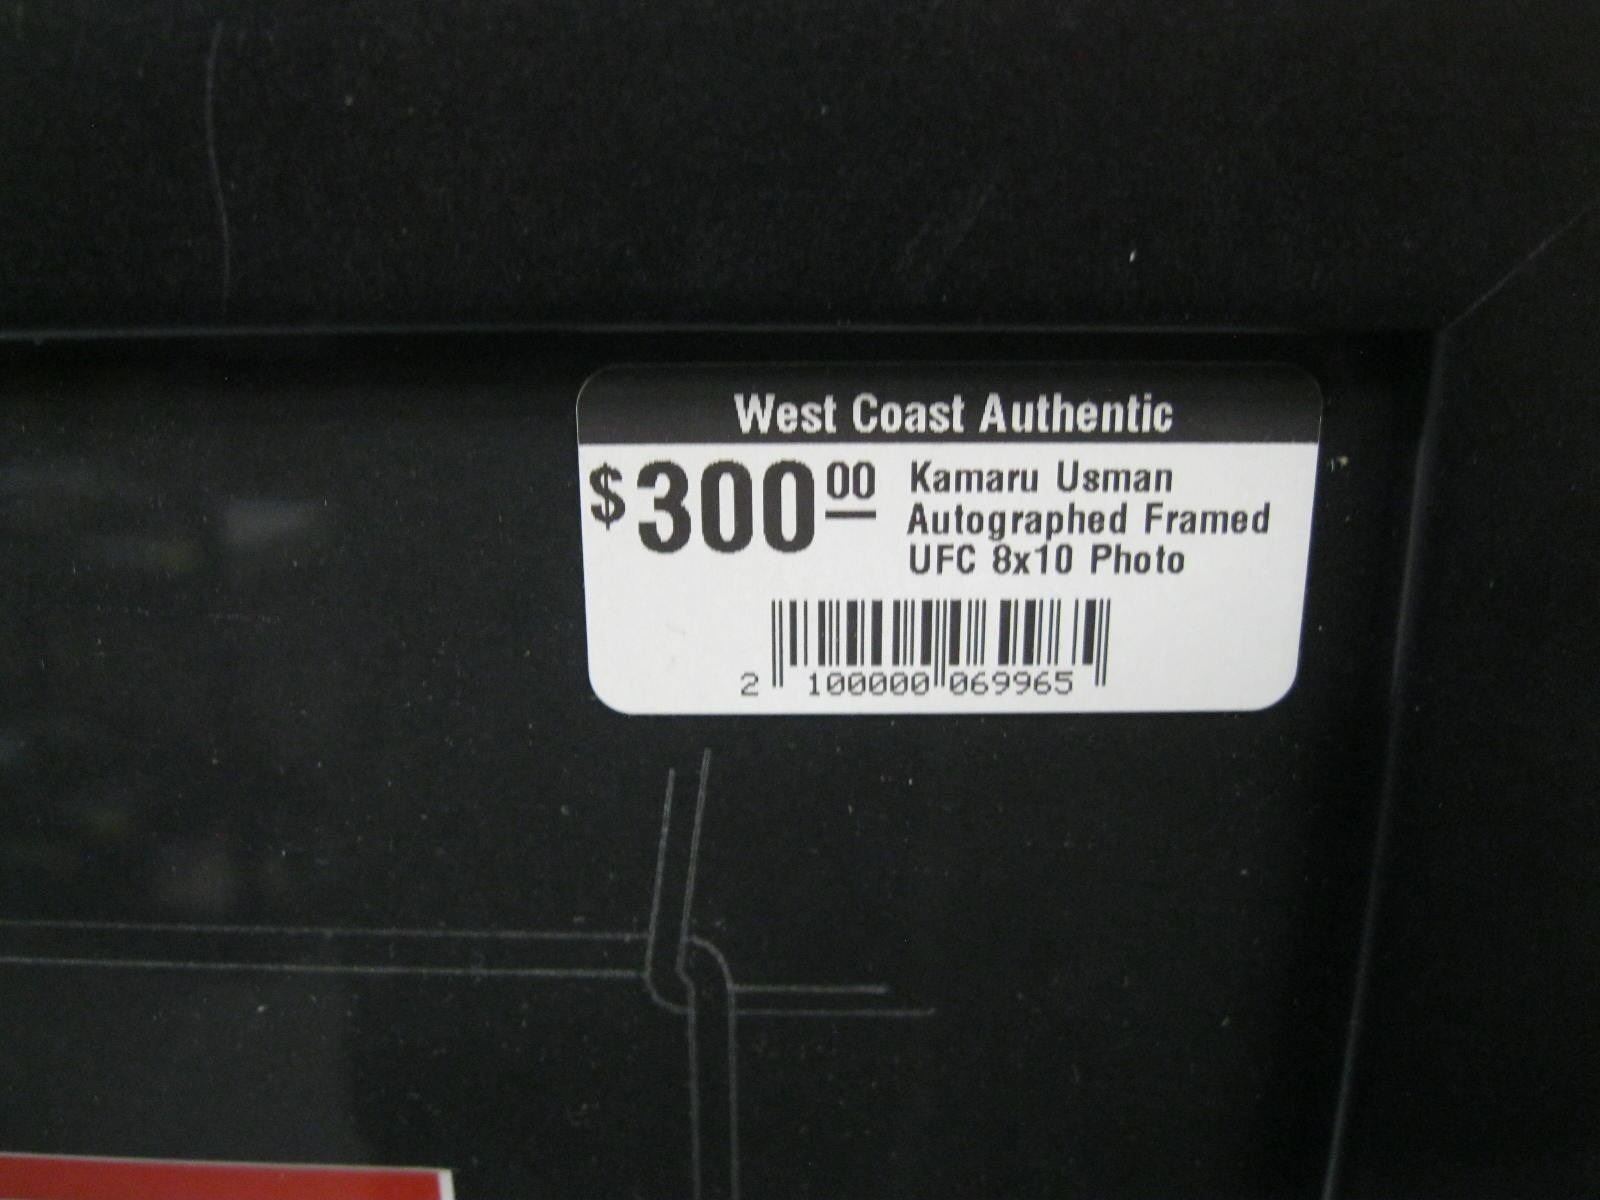 West Coast Authentic
$300 00
Kamaru Usman
Autographed Framed
UFC 8x10 Photo
2 100000 069965